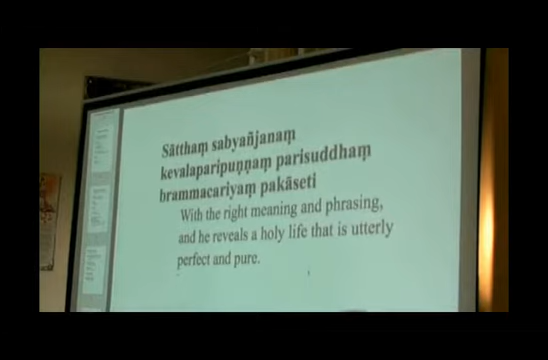 Sātthaṃ sabyañjanaṃ
kevalaparipuṇṇaṃ parisuddhaṃ
brammacariyaṃ pakāseti
With the right meaning and phrasing,
and he reveals a holy life that is utterly
perfect and pure.